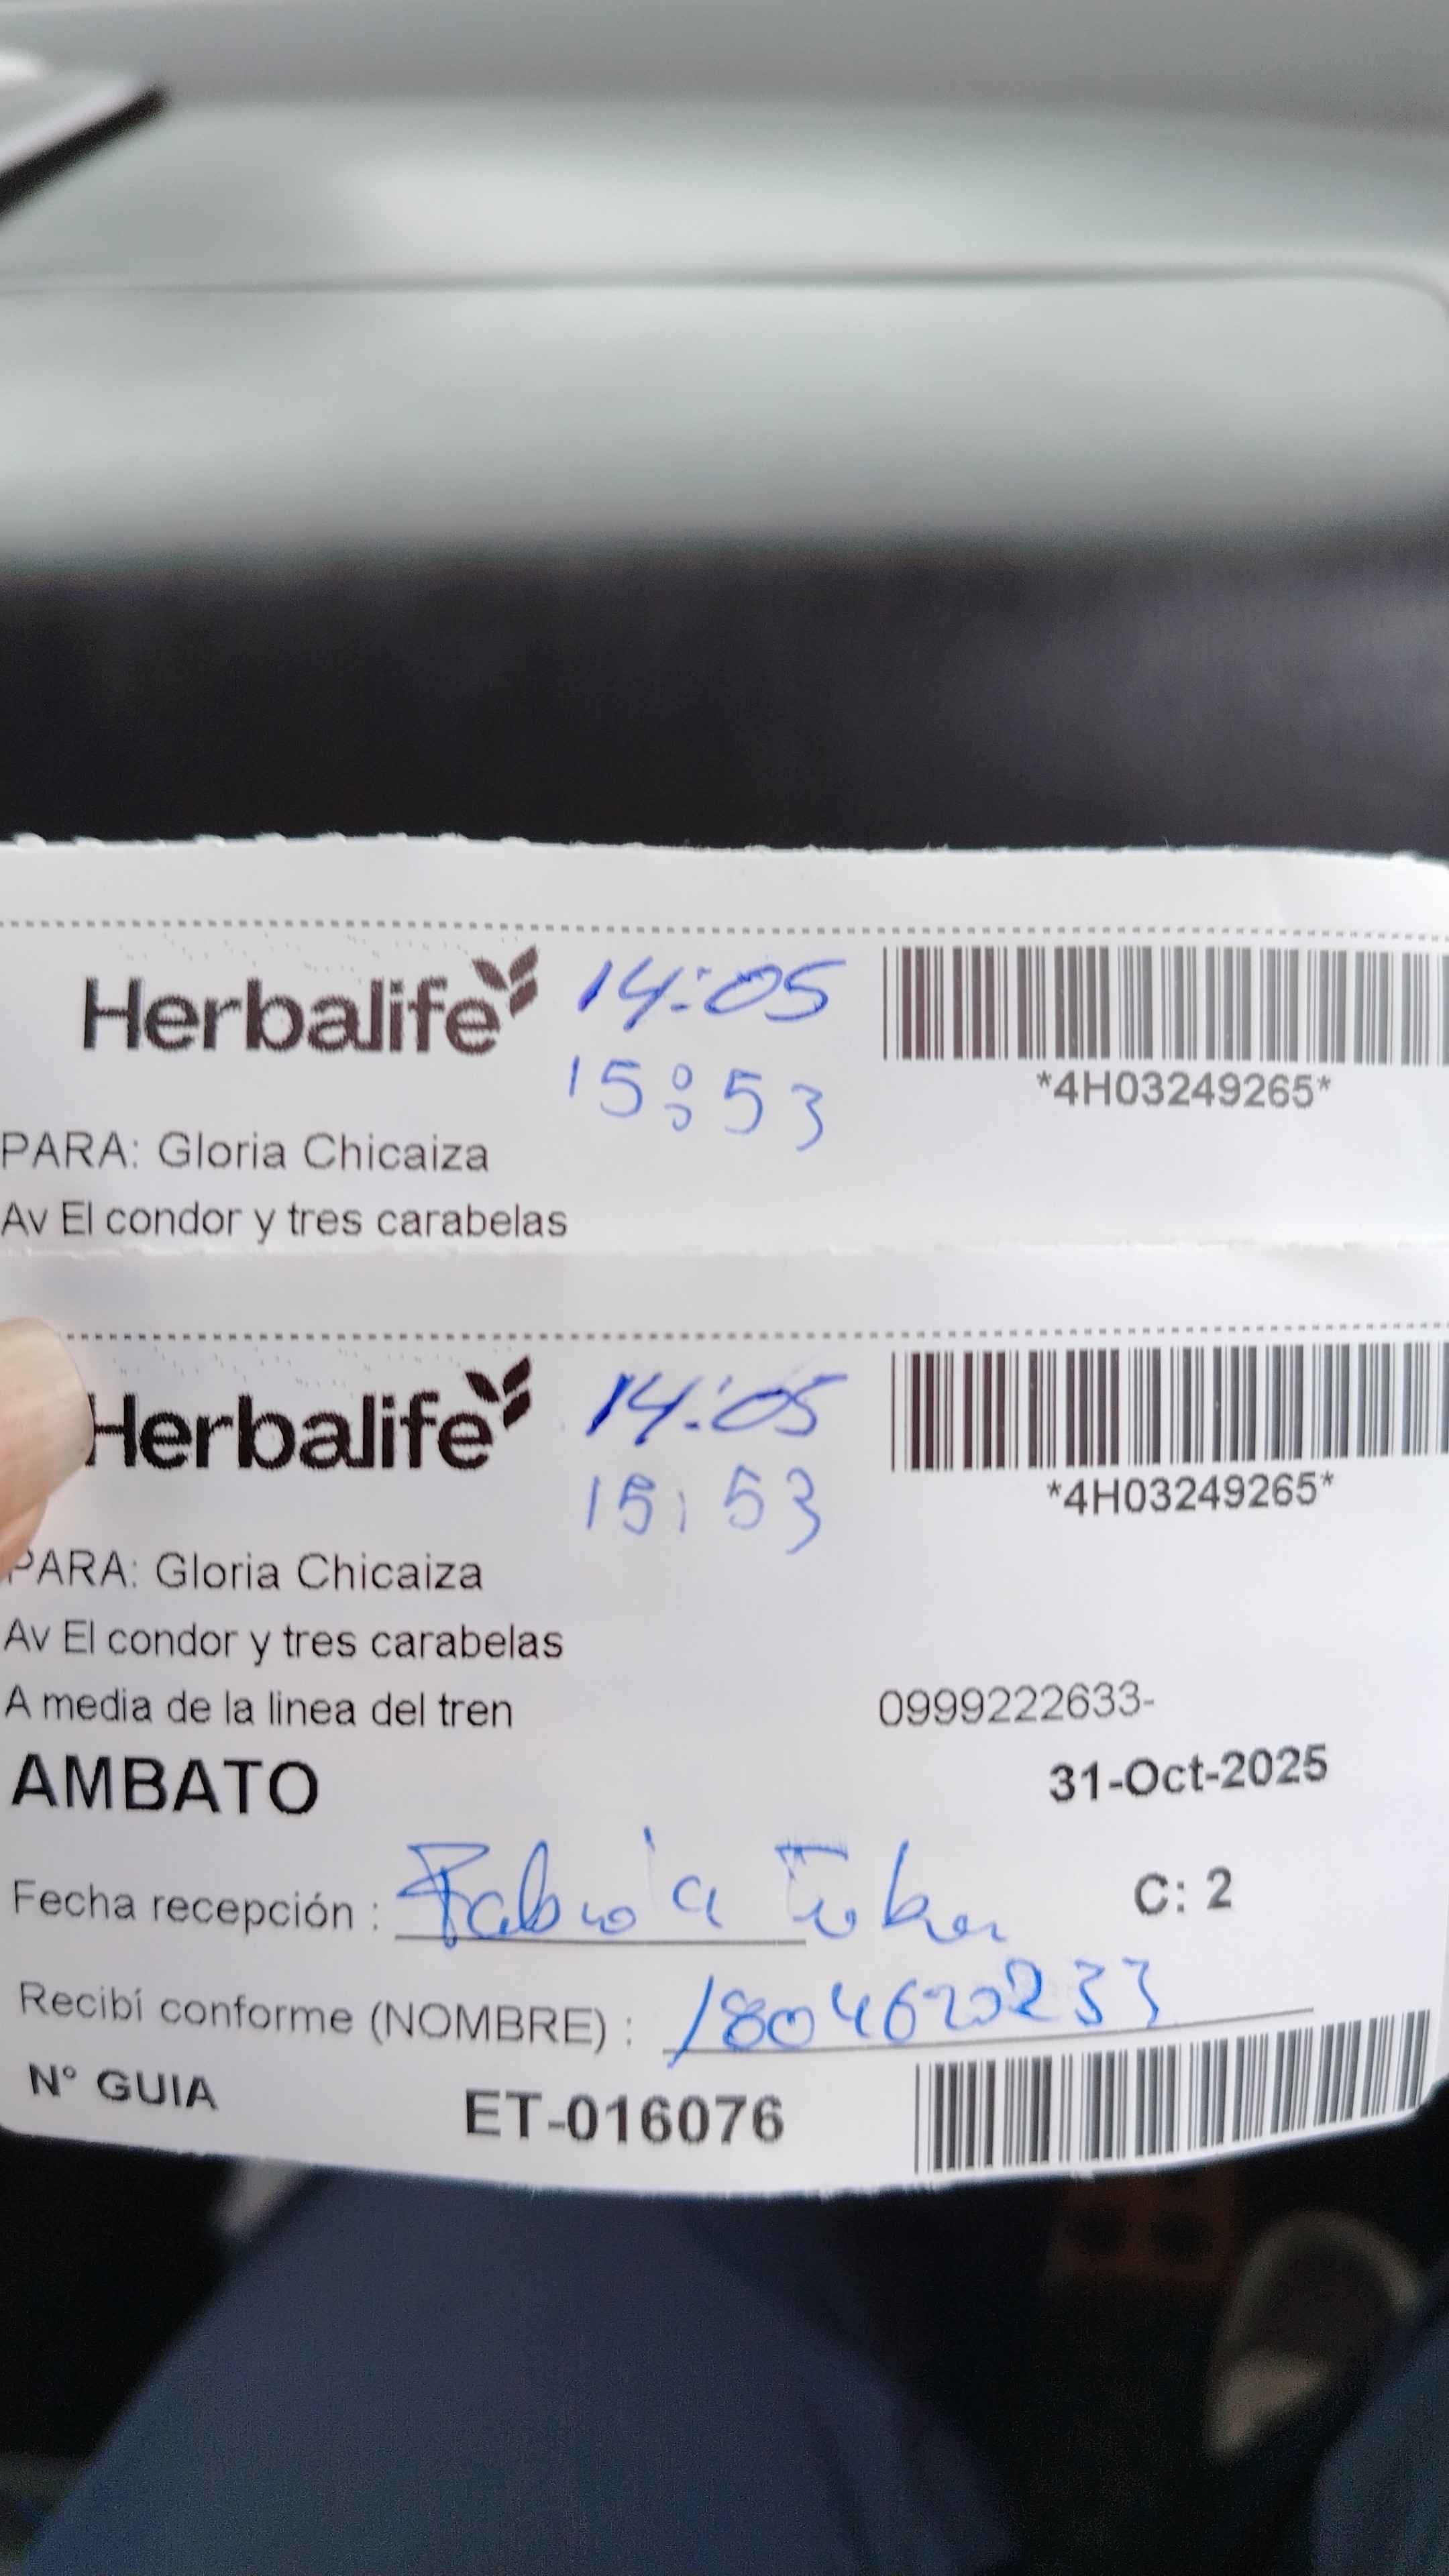 Herbalife 14:05
15:53
*4H03249265*
PARA: Gloria Chicaiza
Av El condor y tres carabelas
Herbalife 14:05
15:53
*4H03249265*
PARA: Gloria Chicaiza
Av El condor y tres carabelas
A media de la linea del tren 0999222633-
AMBATO 31-Oct-2025
Fecha recepción : C: 2
Recibí conforme (NOMBRE) : 1804620233
N° GUIA ET-016076